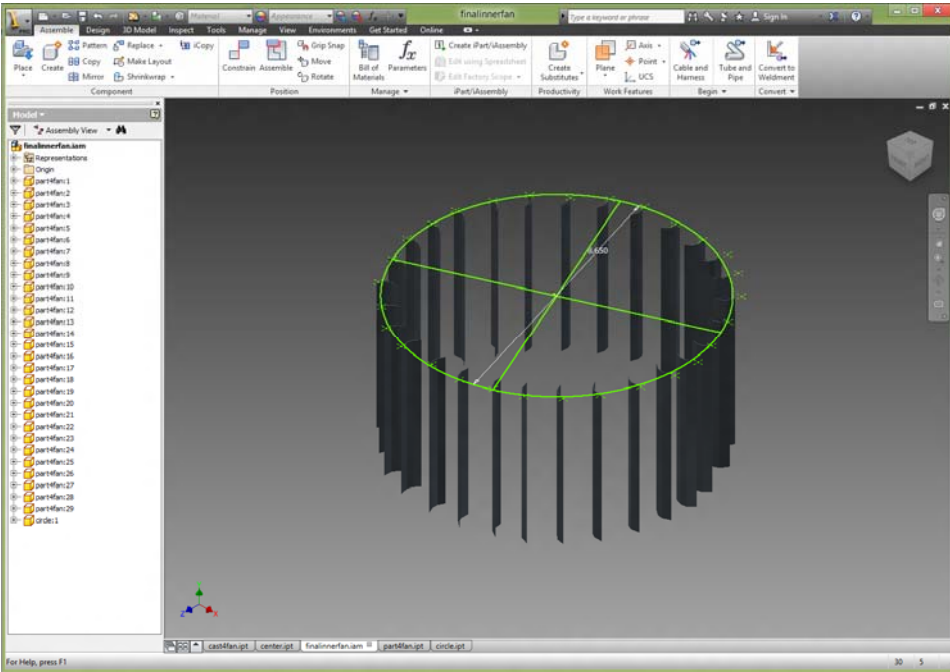 Material
Appearance
finalinnerfan
Type a keyword or phrase
Sign In
PRO
Assemble Design 3D Model Inspect Tools Manage View Environments Get Started Online
Place
Create
Pattern
Copy
Mirror
Replace
Make Layout
Shrinkwrap
iCopy
Component
Constrain
Assemble
Grip Snap
Move
Rotate
Position
Bill of Materials
fx
Parameters
Manage
Create iPart/iAssembly
Edit using Spreadsheet
Edit Factory Scope
iPart/iAssembly
Create Substitutes
Productivity
Plane
Axis
Point
UCS
Work Features
Cable and Harness
Tube and Pipe
Begin
Convert to Weldment
Convert
Model
Assembly View
finalinnerfan.iam
Representations
Origin
part4fan:1
part4fan:2
part4fan:3
part4fan:4
part4fan:5
part4fan:6
part4fan:7
part4fan:8
part4fan:9
part4fan:10
part4fan:11
part4fan:12
part4fan:13
part4fan:14
part4fan:15
part4fan:16
part4fan:17
part4fan:18
part4fan:19
part4fan:20
part4fan:21
part4fan:22
part4fan:23
part4fan:24
part4fan:25
part4fan:26
part4fan:27
part4fan:28
part4fan:29
circle:1
Z
X
cast4fan.ipt center.ipt finalinnerfan.iam part4fan.ipt circle.ipt
For Help, press F1
30 5